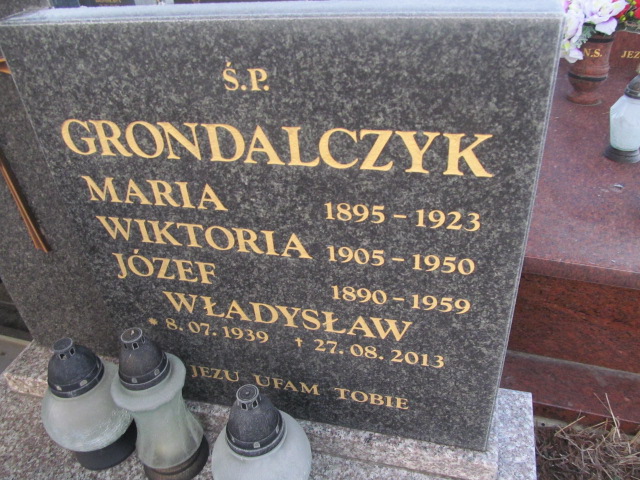 Ś.P.
GRONDALCZYK
MARIA 1895 - 1923
WIKTORIA 1905 - 1950
JÓZEF 1890 - 1959
WŁADYSŁAW
* 8. 07. 1939 † 27. 08. 2013
JEZU UFAM TOBIE
JEZU